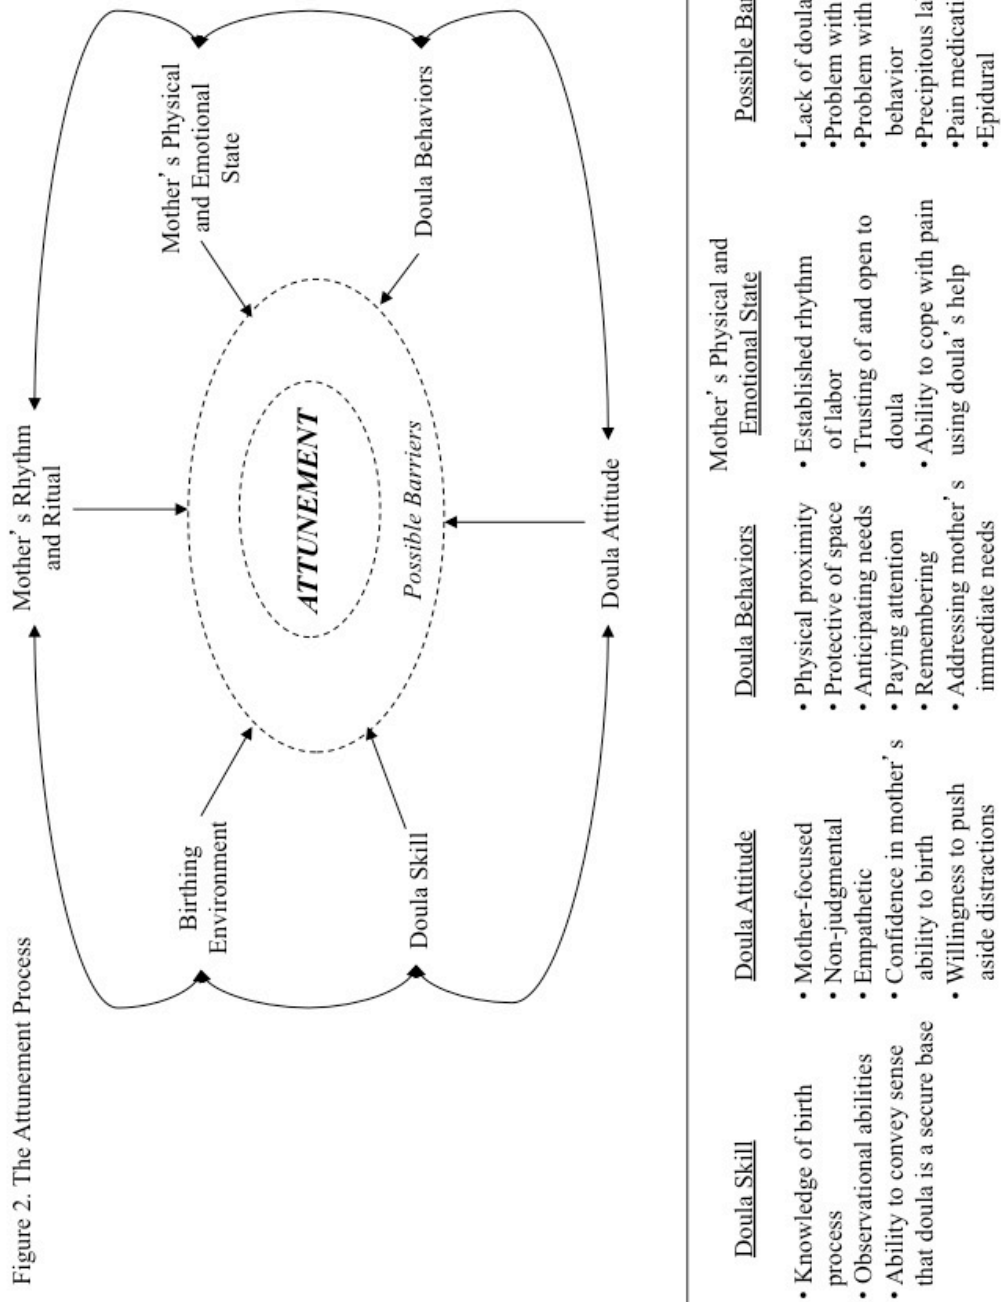 Figure 2. The Attunement Process
Mother's Rhythm
and Ritual
Birthing
Environment
Mother's Physical
and Emotional
State
ATTUNEMENT
Possible Barriers
Doula Skill
Doula Behaviors
Doula Attitude
Doula Skill
• Knowledge of birth
process
• Observational abilities
• Ability to convey sense
that doula is a secure base
Doula Attitude
• Mother-focused
• Non-judgmental
• Empathetic
• Confidence in mother's
ability to birth
• Willingness to push
aside distractions
Doula Behaviors
• Physical proximity
• Protective of space
• Anticipating needs
• Paying attention
• Remembering
• Addressing mother's
immediate needs
Mother's Physical and
Emotional State
• Established rhythm
of labor
• Trusting of and open to
doula
• Ability to cope with pain
using doula's help
Possible
•Lack of doula
•Problem with
•Problem with
behavior
•Precipitous
•Pain
•Epidural